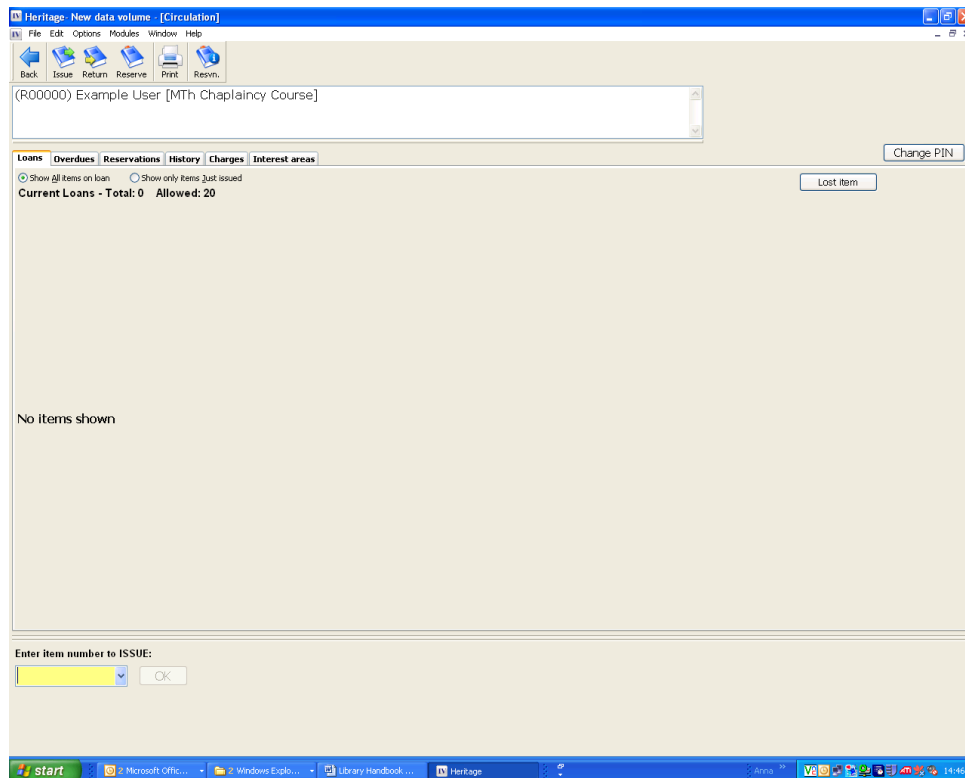 Heritage- New data volume - [Circulation]
File Edit Options Modules Window Help
Back Issue Return Reserve Print Resvn.
(R00000) Example User [MTh Chaplaincy Course]
Change PIN
Loans Overdues Reservations History Charges Interest areas
Show All items on loan Show only items Just issued
Lost item
Current Loans - Total: 0 Allowed: 20
No items shown
Enter item number to ISSUE:
OK
start 2 Microsoft Offic... 2 Windows Explo... Library Handbook ... Heritage Anna 14:46